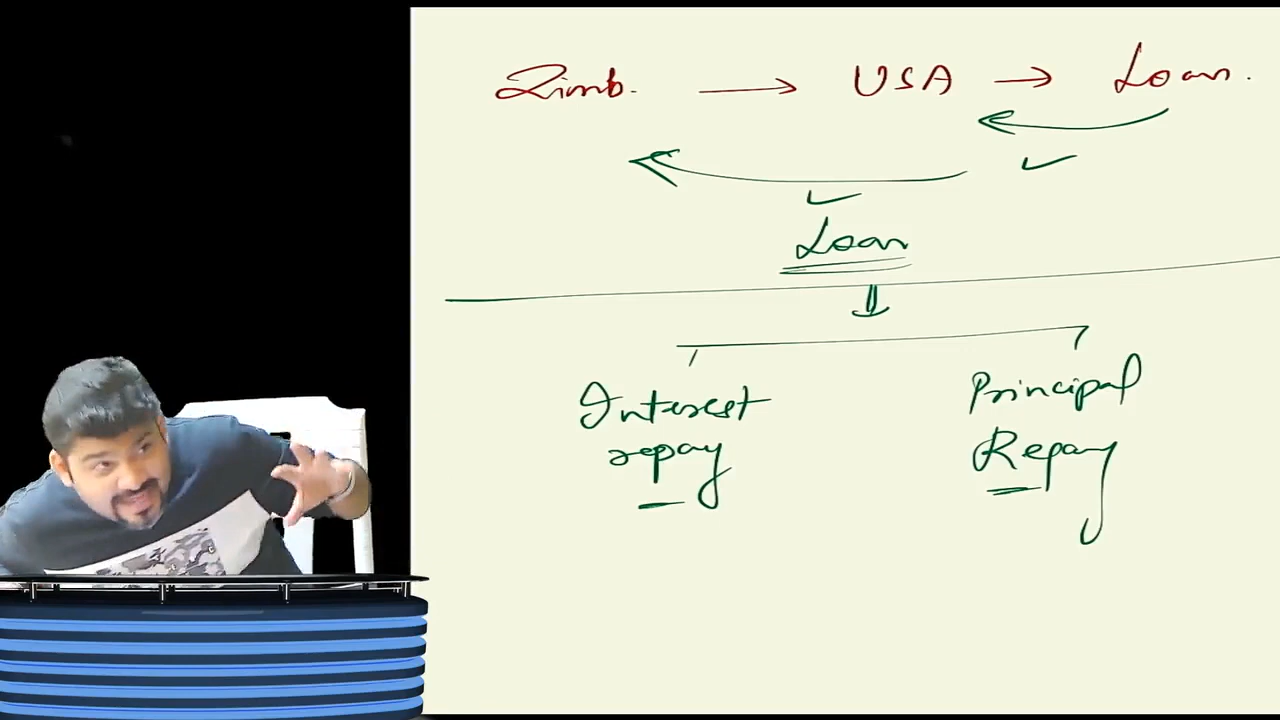 Zimb. → USA → Loan.
Loan
Interest
repay
Principal
Repay